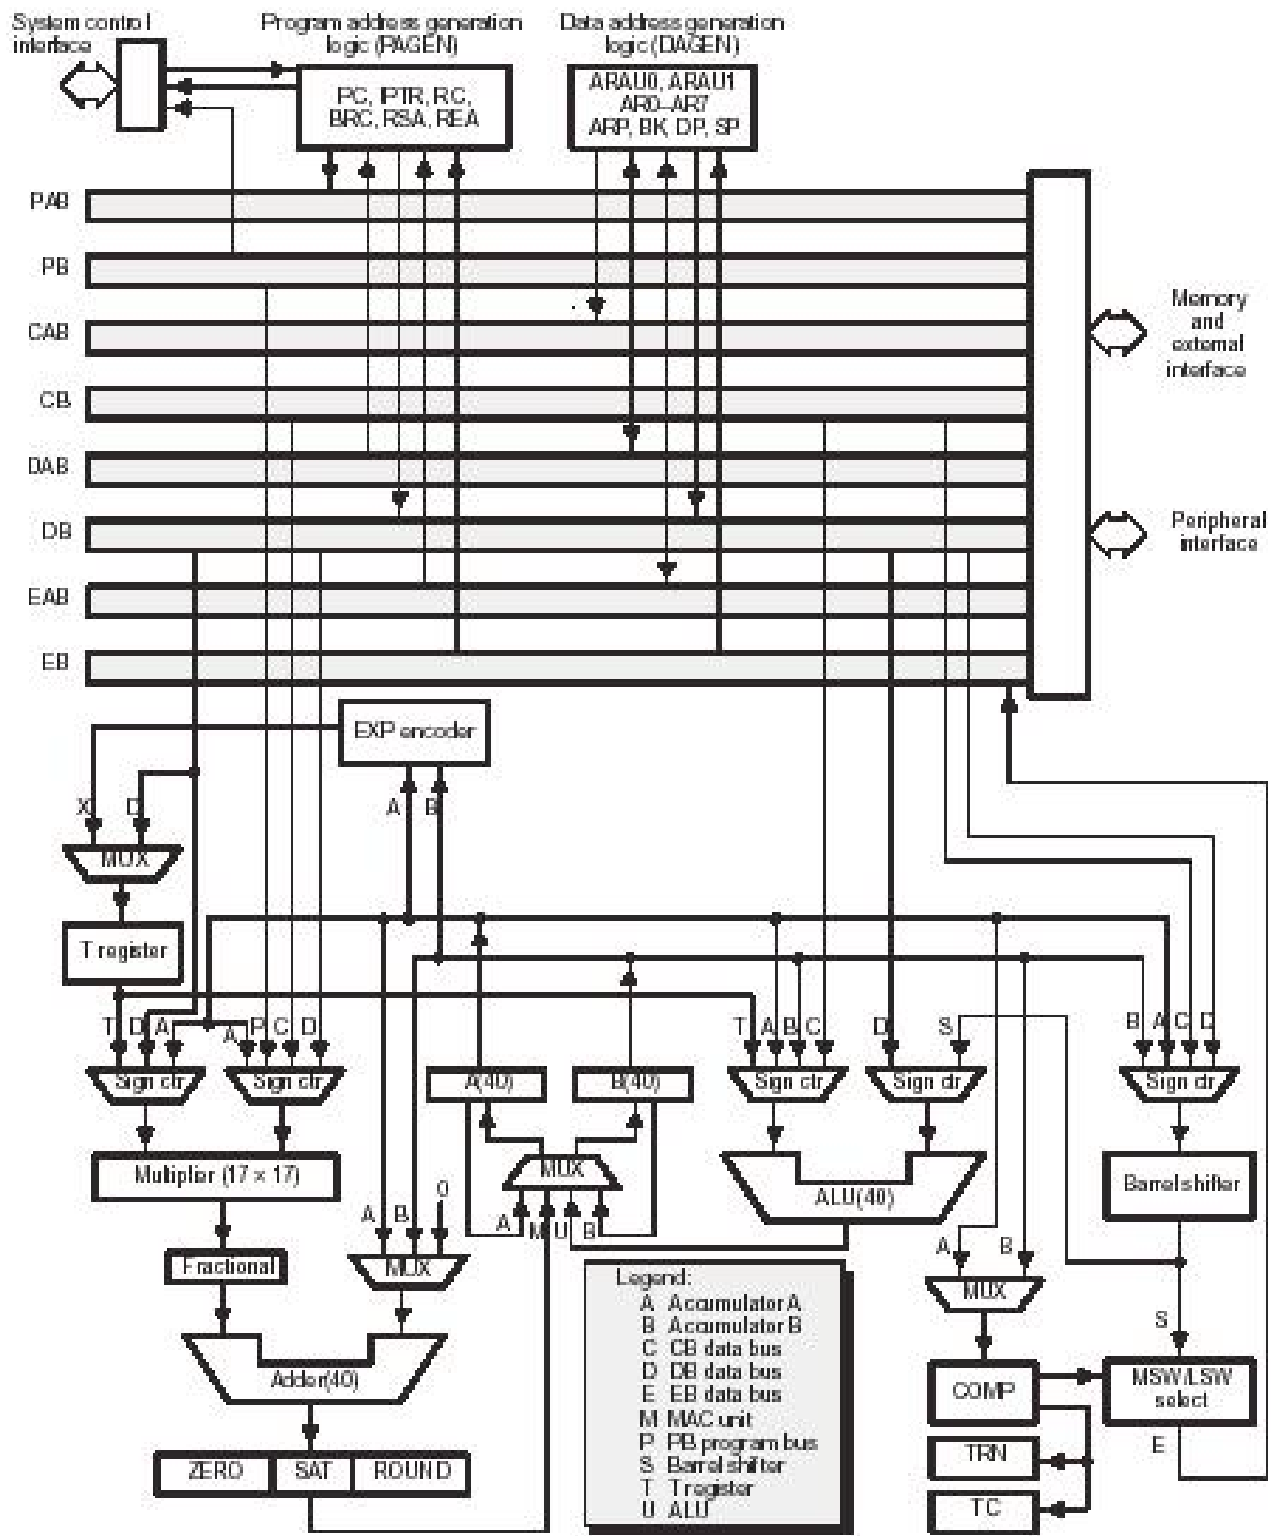 System control
interface
Program address generation
logic (PAGEN)
Data address generation
logic (DAGEN)
PC, IPTR, RC,
BRC, RSA, REA
ARAU0, ARAU1
AR0–AR7
ARP, BK, DP, SP
PAB
PB
CAB
CB
DAB
DB
EAB
EB
Memory
and
external
interface
Peripheral
interface
EXP encoder
X
D
A
B
MUX
T register
T
D
A
A
P
C
D
T
A
B
C
D
S
B
A
C
D
Sign ctr
Sign ctr
A(40)
B(40)
Sign ctr
Sign ctr
Sign ctr
Multiplier (17 × 17)
MUX
ALU(40)
Barrel shifter
A
B
0
A
M
U
B
A
B
Fractional
MUX
MUX
S
Adder(40)
COMP
MSW/LSW
select
E
TRN
TC
ZERO
SAT
ROUND
Legend:
A Accumulator A
B Accumulator B
C CB data bus
D DB data bus
E EB data bus
M MAC unit
P PB program bus
S Barrel shifter
T T register
U ALU